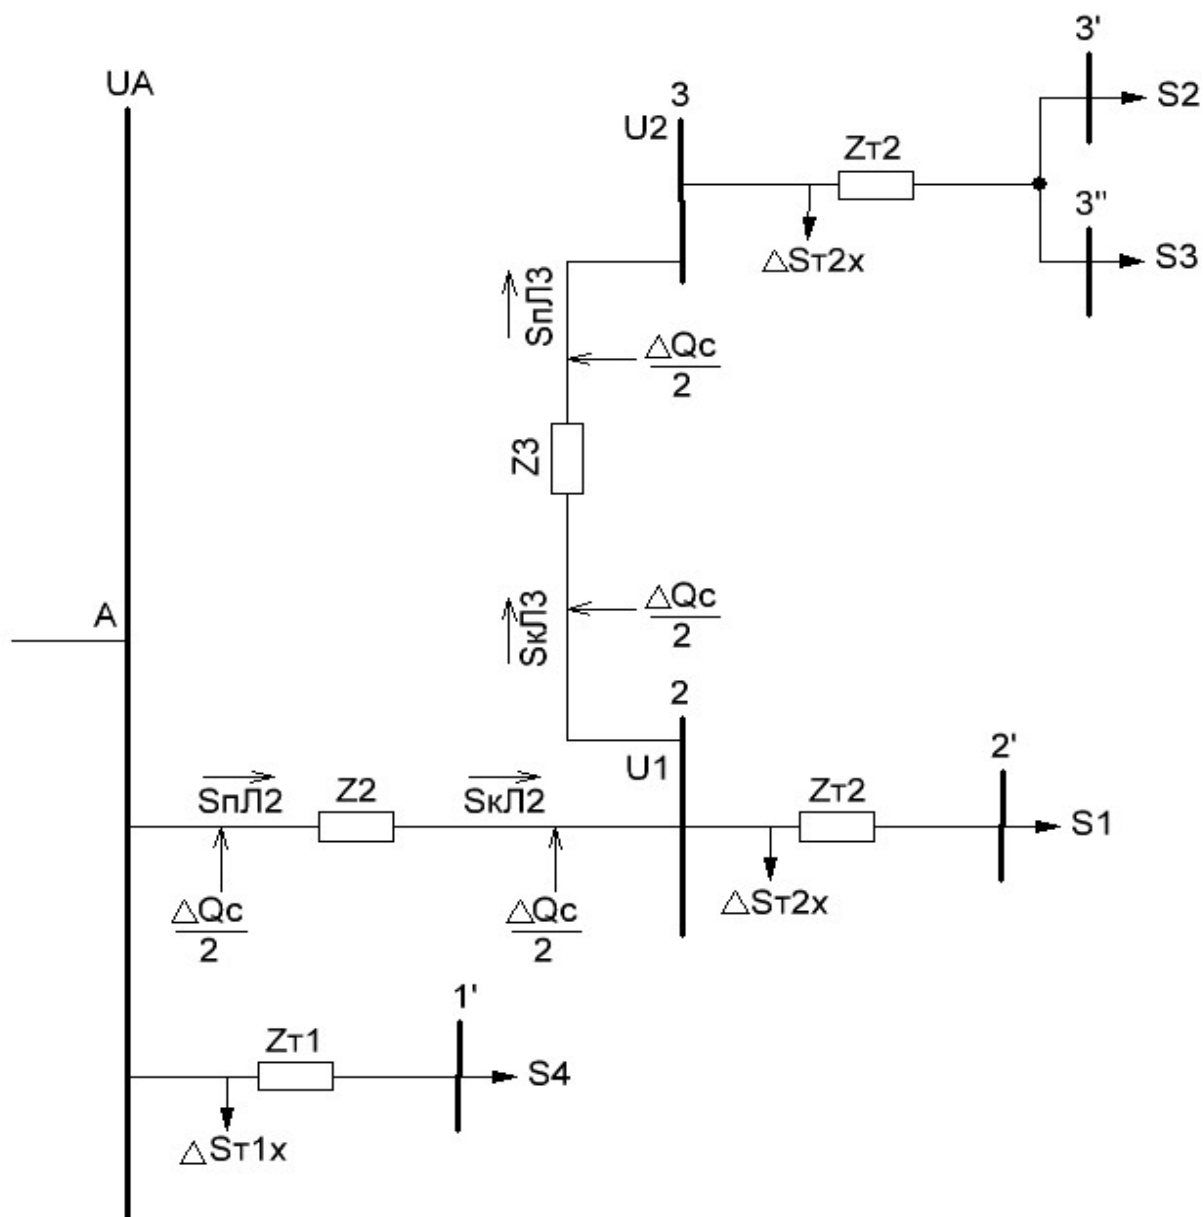 3'
UA
3
S2
U2
Zт2
3"
S3
△Sт2х
SпЛ3
△Qc
2
Z3
△Qc
2
SкЛ3
A
2
U1
2'
SпЛ2
Z2
SкЛ2
Zт2
S1
△Qc
2
△Qc
2
△Sт2х
1'
Zт1
S4
△Sт1х